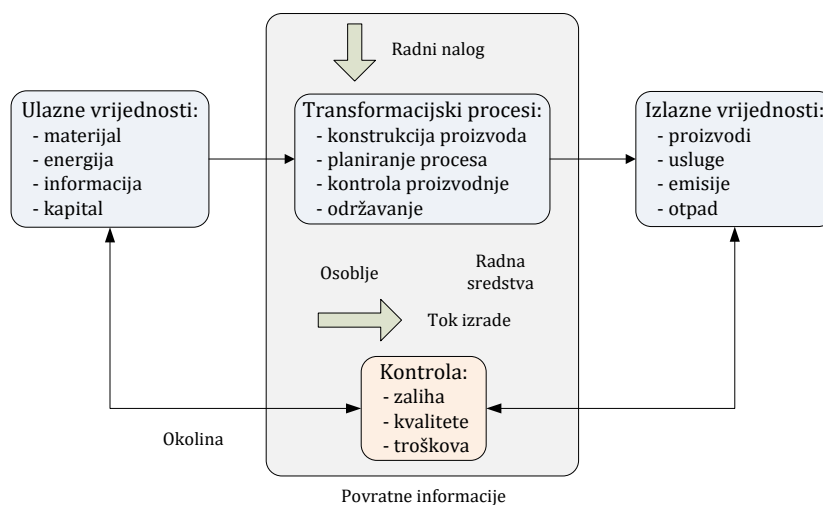 Radni nalog
Ulazne vrijednosti:
- materijal
- energija
- informacija
- kapital
Transformacijski procesi:
- konstrukcija proizvoda
- planiranje procesa
- kontrola proizvodnje
- održavanje
Izlazne vrijednosti:
- proizvodi
- usluge
- emisije
- otpad
Osoblje
Radna
sredstva
Tok izrade
Kontrola:
- zaliha
- kvalitete
- troškova
Okolina
Povratne informacije